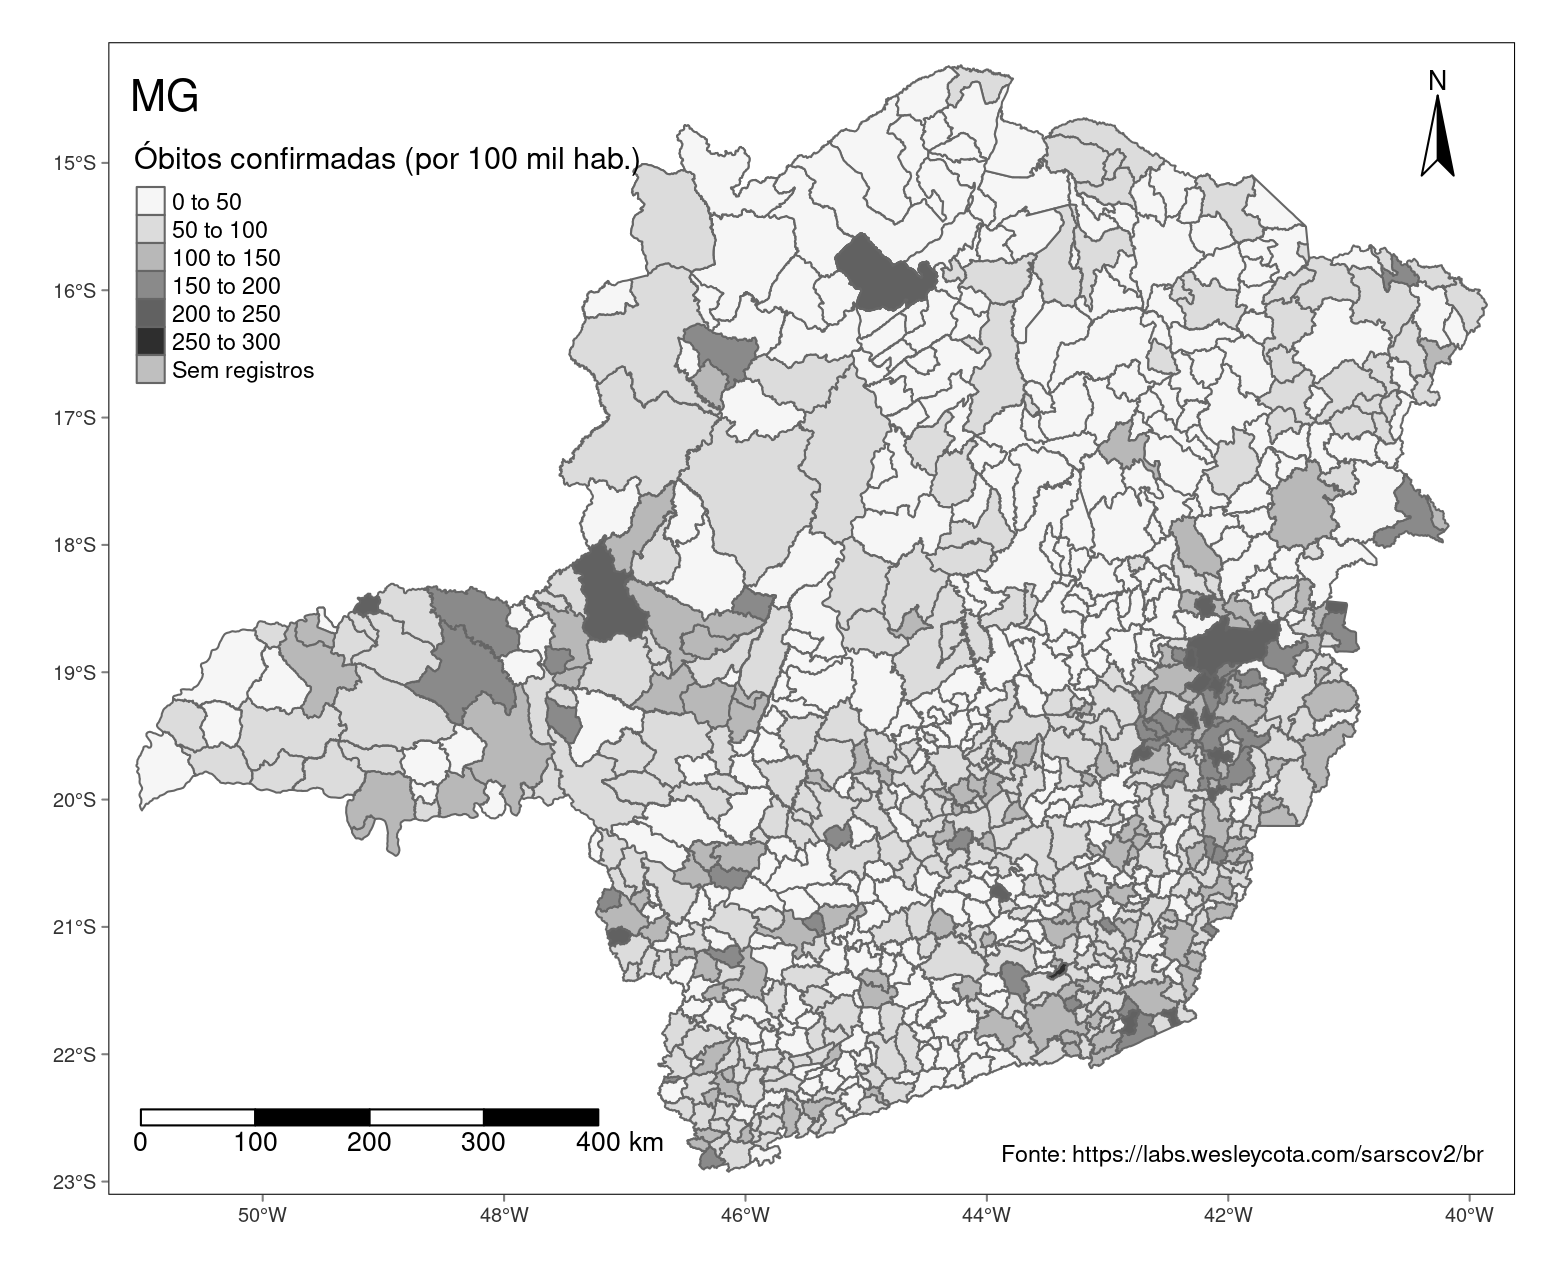 MG
N
Óbitos confirmadas (por 100 mil hab.)
0 to 50
50 to 100
100 to 150
150 to 200
200 to 250
250 to 300
Sem registros
15°S
16°S
17°S
18°S
19°S
20°S
21°S
22°S
23°S
0 100 200 300 400 km
Fonte: https://labs.wesleycota.com/sarscov2/br
50°W 48°W 46°W 44°W 42°W 40°W